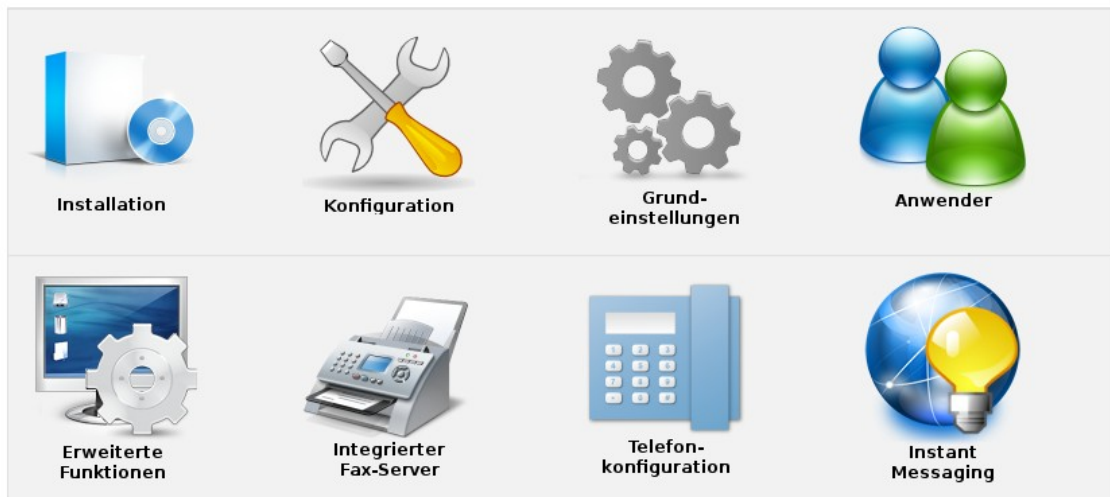 Installation
Konfiguration
Grund-
einstellungen
Anwender
Erweiterte
Funktionen
Integrierter
Fax-Server
Telefon-
konfiguration
Instant
Messaging